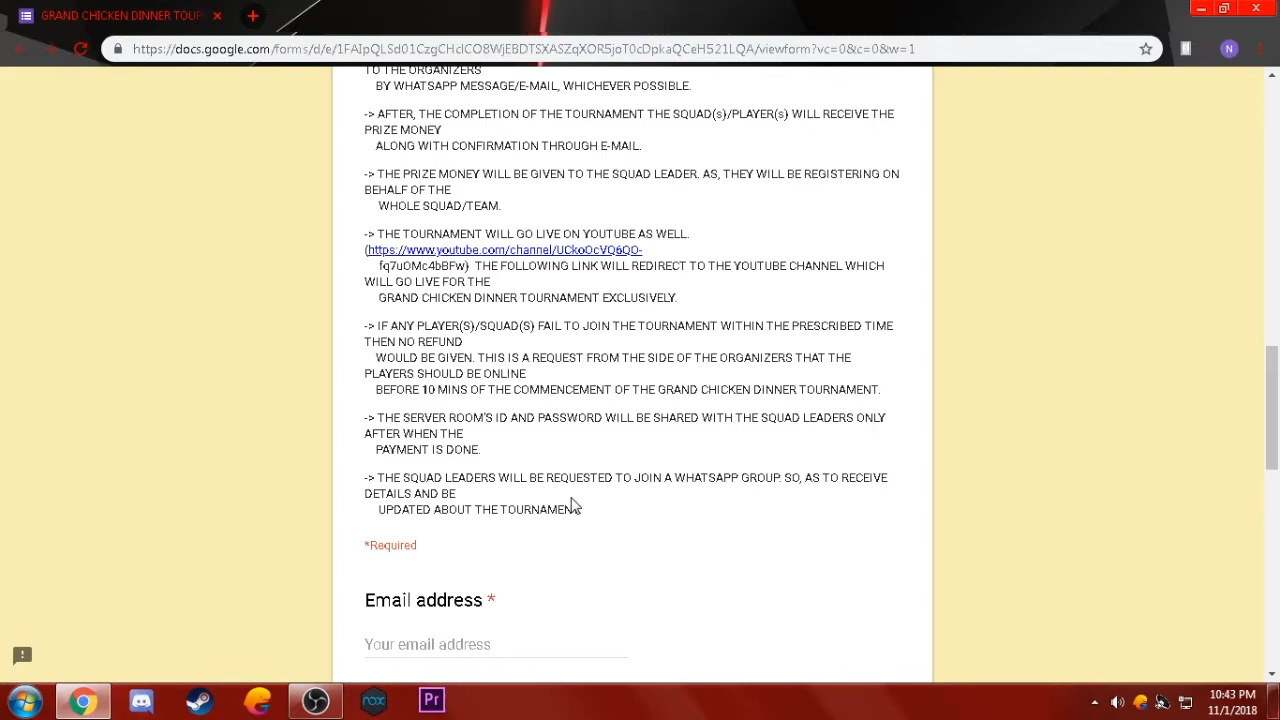 GRAND CHICKEN DINNER TOUR
https://docs.google.com/forms/d/e/1FAIpQLSd01CzgCHcICO8WjEBDTSXASZqXOR5joT0cDpkaQCeH521LQA/viewform?vc=0&c=0&w=1
N
TO THE ORGANIZERS
BY WHATSAPP MESSAGE/E-MAIL, WHICHEVER POSSIBLE.
-> AFTER, THE COMPLETION OF THE TOURNAMENT THE SQUAD(s)/PLAYER(s) WILL RECEIVE THE
PRIZE MONEY
ALONG WITH CONFIRMATION THROUGH E-MAIL.
-> THE PRIZE MONEY WILL BE GIVEN TO THE SQUAD LEADER. AS, THEY WILL BE REGISTERING ON
BEHALF OF THE
WHOLE SQUAD/TEAM.
-> THE TOURNAMENT WILL GO LIVE ON YOUTUBE AS WELL.
(https://www.youtube.com/channel/UCkoOcVQ6QO-
fq7uOMc4bBFw) THE FOLLOWING LINK WILL REDIRECT TO THE YOUTUBE CHANNEL WHICH
WILL GO LIVE FOR THE
GRAND CHICKEN DINNER TOURNAMENT EXCLUSIVELY.
-> IF ANY PLAYER(S)/SQUAD(S) FAIL TO JOIN THE TOURNAMENT WITHIN THE PRESCRIBED TIME
THEN NO REFUND
WOULD BE GIVEN. THIS IS A REQUEST FROM THE SIDE OF THE ORGANIZERS THAT THE
PLAYERS SHOULD BE ONLINE
BEFORE 10 MINS OF THE COMMENCEMENT OF THE GRAND CHICKEN DINNER TOURNAMENT.
-> THE SERVER ROOM'S ID AND PASSWORD WILL BE SHARED WITH THE SQUAD LEADERS ONLY
AFTER WHEN THE
PAYMENT IS DONE.
-> THE SQUAD LEADERS WILL BE REQUESTED TO JOIN A WHATSAPP GROUP. SO, AS TO RECEIVE
DETAILS AND BE
UPDATED ABOUT THE TOURNAMENT
*Required
Email address *
Your email address
nox
Pr
10:43 PM
11/1/2018